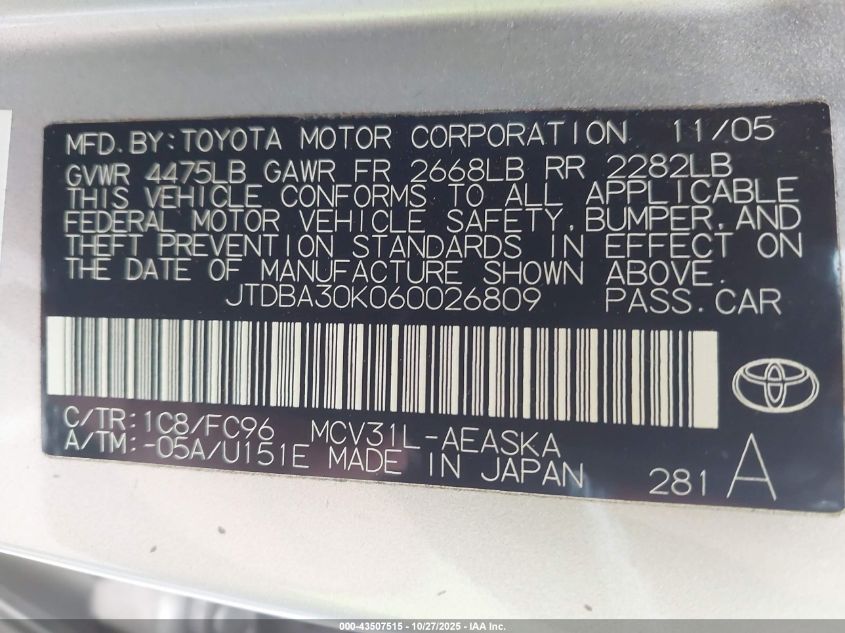 MFD. BY: TOYOTA MOTOR CORPORATION 11/05
GVWR 4475LB GAWR FR 2668LB RR 2282LB
THIS VEHICLE CONFORMS TO ALL APPLICABLE
FEDERAL MOTOR VEHICLE SAFETY, BUMPER, AND
THEFT PREVENTION STANDARDS IN EFFECT ON
THE DATE OF MANUFACTURE SHOWN ABOVE.
JTDBA30K060026809 PASS. CAR
C/TR: 1C8/FC96 MCV31L-AEASKA
A/TM: -05A/U151E MADE IN JAPAN 281 A
000-43507515 - 10/27/2025 - IAA Inc.